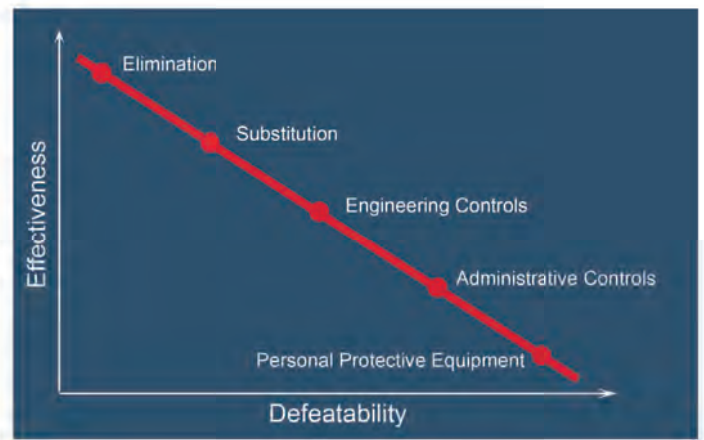 Elimination
Substitution
Engineering Controls
Administrative Controls
Personal Protective Equipment
Effectiveness
Defeatability